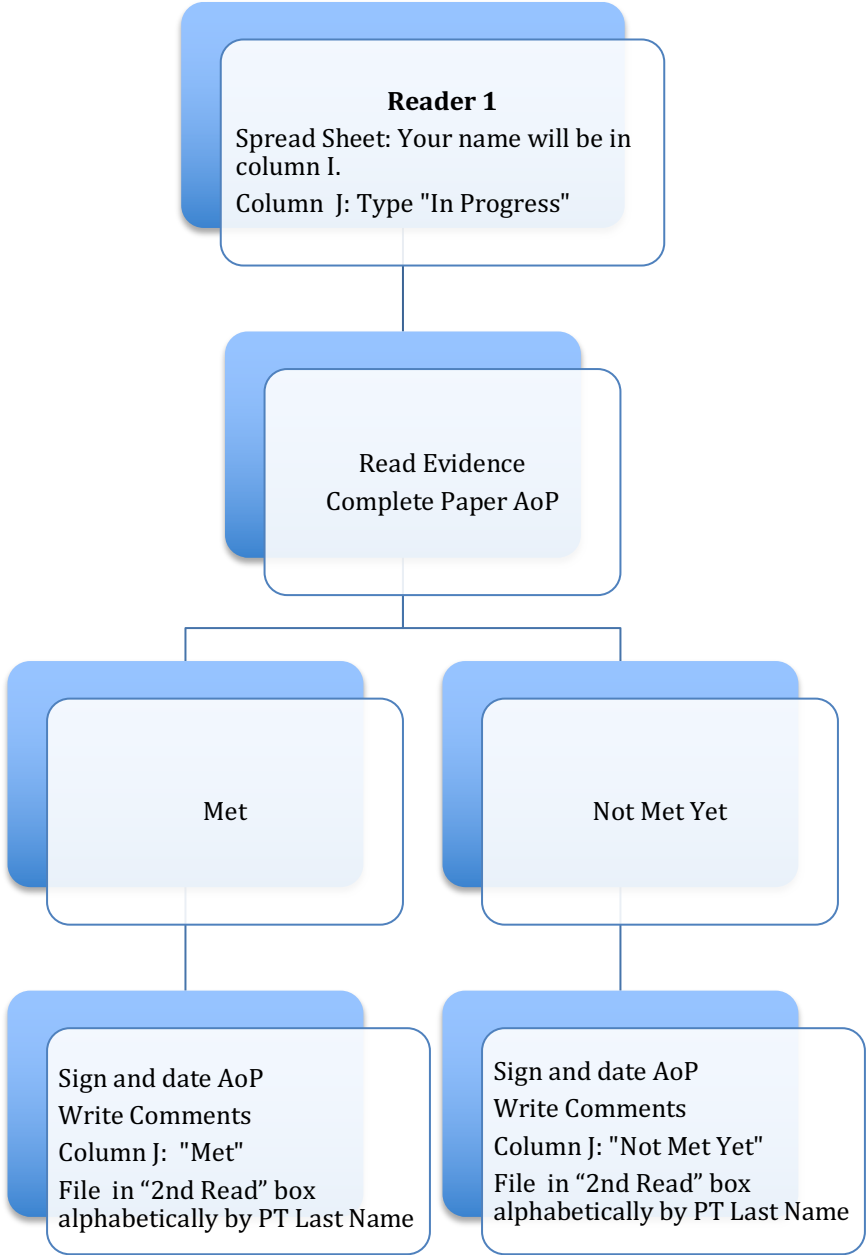 Reader 1
Spread Sheet: Your name will be in
column I.
Column  J: Type "In Progress"
Read Evidence
Complete Paper AoP
Met
Not Met Yet
Sign and date AoP
Write Comments
Column J:  "Met"
File  in “2nd Read” box
alphabetically by PT Last Name
Sign and date AoP
Write Comments
Column J: "Not Met Yet"
File  in “2nd Read” box
alphabetically by PT Last Name